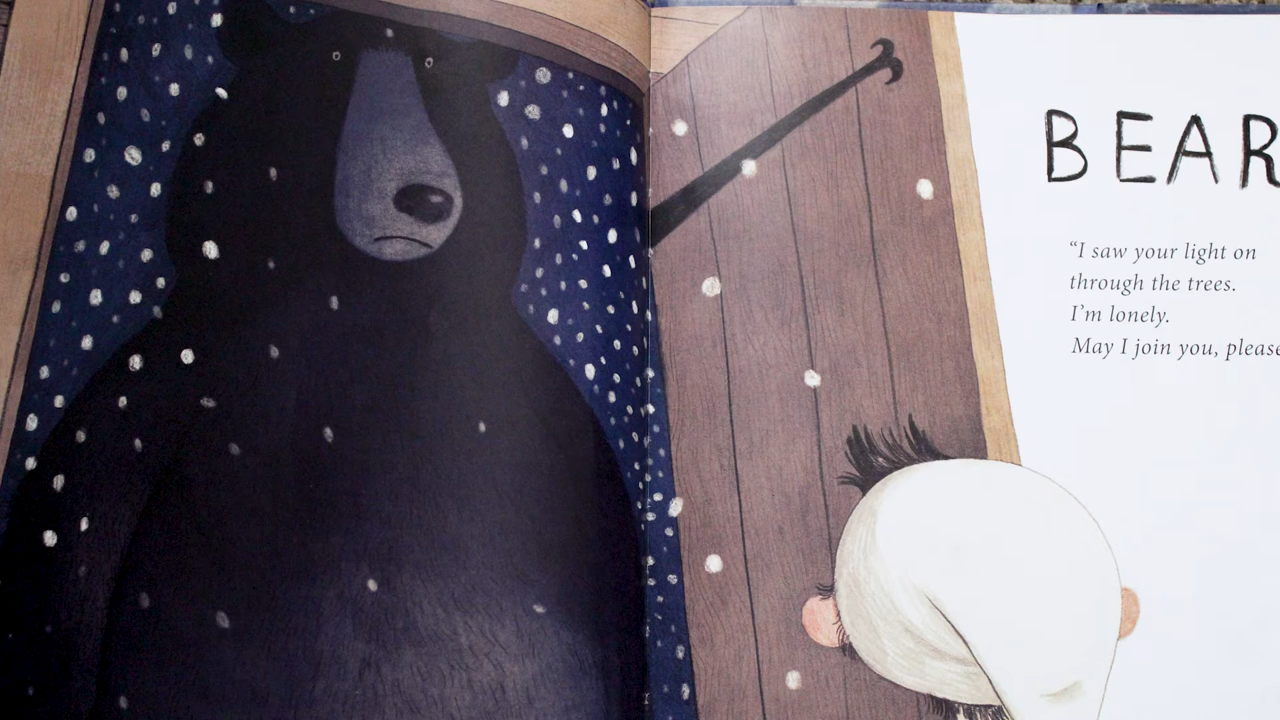 BEAR
“I saw your light on
through the trees.
I’m lonely.
May I join you, please